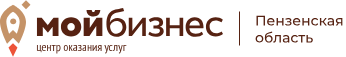 мойбизнес
центр оказания услуг
Пензенская
область